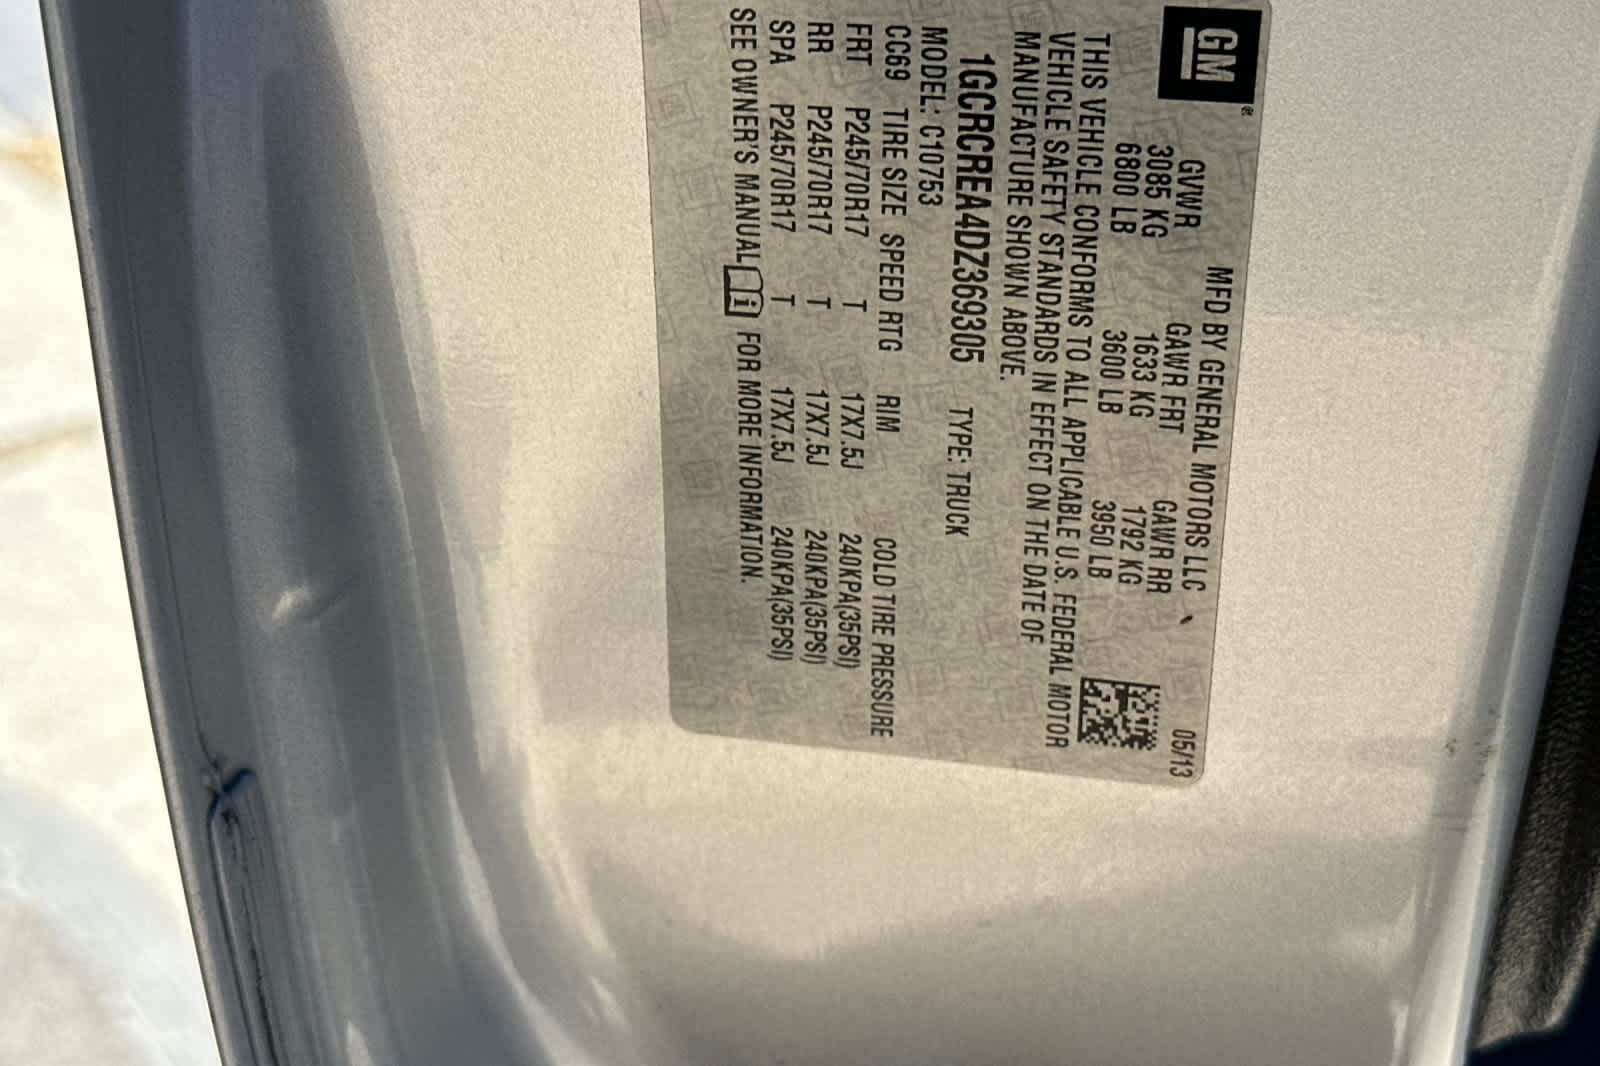 GM®
MFD BY GENERAL MOTORS LLC 05/13
GVWR GAWR FRT GAWR RR
3085 KG 1633 KG 1792 KG
6800 LB 3600 LB 3950 LB
THIS VEHICLE CONFORMS TO ALL APPLICABLE U.S. FEDERAL MOTOR
VEHICLE SAFETY STANDARDS IN EFFECT ON THE DATE OF
MANUFACTURE SHOWN ABOVE.
1GCRCREA4DZ369305 TYPE: TRUCK
MODEL: C10753
CC69 TIRE SIZE SPEED RTG RIM COLD TIRE PRESSURE
FRT P245/70R17 T 17X7.5J 240KPA(35PSI)
RR P245/70R17 T 17X7.5J 240KPA(35PSI)
SPA P245/70R17 T 17X7.5J 240KPA(35PSI)
SEE OWNER'S MANUAL i FOR MORE INFORMATION.